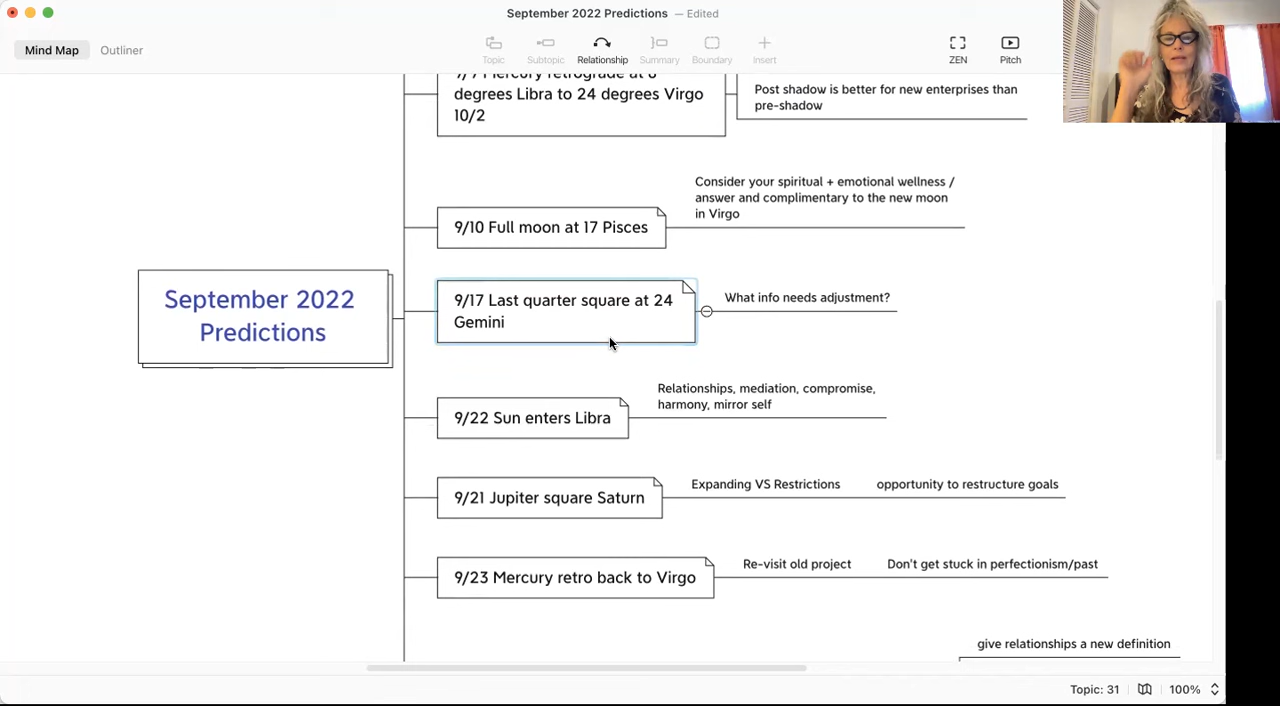 September 2022 Predictions — Edited
Mind Map
Outliner
Topic
Subtopic
Relationship
Summary
Boundary
Insert
ZEN
Pitch
9/7 Mercury retrograde at 8
degrees Libra to 24 degrees Virgo
10/2
Post shadow is better for new enterprises than
pre-shadow
Consider your spiritual + emotional wellness /
answer and complimentary to the new moon
in Virgo
9/10 Full moon at 17 Pisces
September 2022
Predictions
9/17 Last quarter square at 24
Gemini
What info needs adjustment?
Relationships, mediation, compromise,
harmony, mirror self
9/22 Sun enters Libra
9/21 Jupiter square Saturn
Expanding VS Restrictions
opportunity to restructure goals
9/23 Mercury retro back to Virgo
Re-visit old project
Don't get stuck in perfectionism/past
give relationships a new definition
Topic: 31
100%